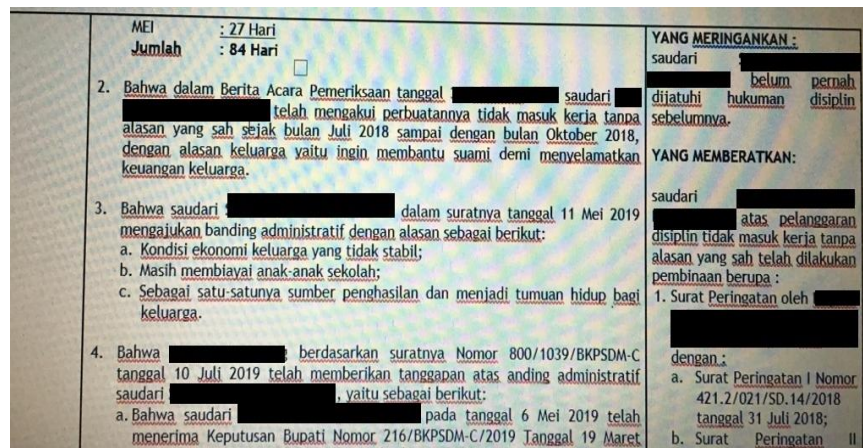 MEI : 27 Hari
Jumlah : 84 Hari
2. Bahwa dalam Berita Acara Pemeriksaan tanggal saudari
telah mengakui perbuatannya tidak masuk kerja tanpa
alasan yang sah sejak bulan Juli 2018 sampai dengan bulan Oktober 2018,
dengan alasan keluarga yaitu ingin membantu suami demi menyelamatkan
keuangan keluarga.
3. Bahwa saudari dalam suratnya tanggal 11 Mei 2019
mengajukan banding administratif dengan alasan sebagai berikut:
a. Kondisi ekonomi keluarga yang tidak stabil;
b. Masih membiayai anak-anak sekolah;
c. Sebagai satu-satunya sumber penghasilan dan menjadi tumuan hidup bagi
keluarga.
4. Bahwa berdasarkan suratnya Nomor 800/1039/BKPSDM-C
tanggal 10 Juli 2019 telah memberikan tanggapan atas anding administratif
saudari , yaitu sebagai berikut:
a. Bahwa saudari pada tanggal 6 Mei 2019 telah
menerima Keputusan Bupati Nomor 216/BKPSDM-C/2019 Tanggal 19 Maret
YANG MERINGANKAN :
saudari
belum pernah
dijatuhi hukuman disiplin
sebelumnya.
YANG MEMBERATKAN:
saudari
atas pelanggaran
disiplin tidak masuk kerja tanpa
alasan yang sah telah dilakukan
pembinaan berupa :
1. Surat Peringatan oleh
dengan :
a. Surat Peringatan I Nomor
421.2/021/SD.14/2018
tanggal 31 Juli 2018;
b. Surat Peringatan II